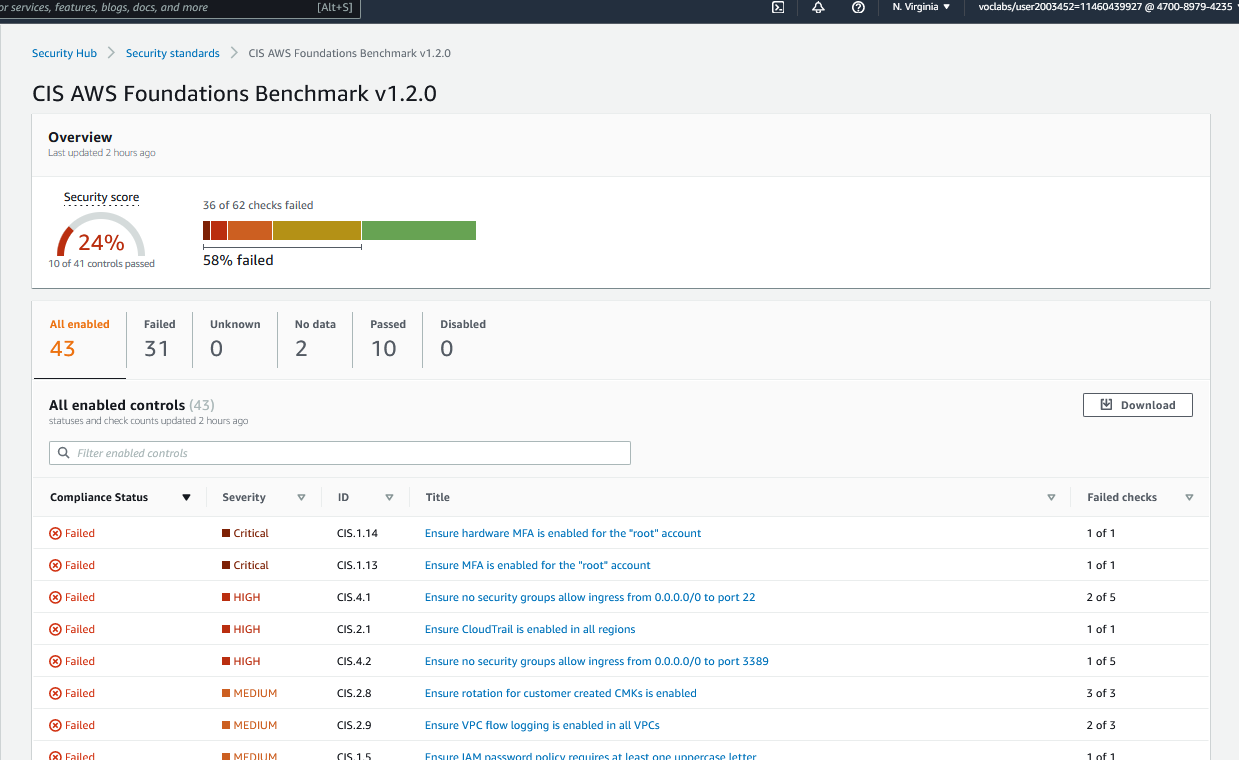 or services, features, blogs, docs, and more [Alt+S] N. Virginia voclabs/user2003452=11460439927 @ 4700-8979-4235
Security Hub Security standards CIS AWS Foundations Benchmark v1.2.0
CIS AWS Foundations Benchmark v1.2.0
Overview
Last updated 2 hours ago
Security score
24%
10 of 41 controls passed
36 of 62 checks failed
58% failed
All enabled Failed Unknown No data Passed Disabled
43 31 0 2 10 0
All enabled controls (43)
statuses and check counts updated 2 hours ago
Download
Filter enabled controls
Compliance Status Severity ID Title Failed checks
Failed Critical CIS.1.14 Ensure hardware MFA is enabled for the "root" account 1 of 1
Failed Critical CIS.1.13 Ensure MFA is enabled for the "root" account 1 of 1
Failed HIGH CIS.4.1 Ensure no security groups allow ingress from 0.0.0.0/0 to port 22 2 of 5
Failed HIGH CIS.2.1 Ensure CloudTrail is enabled in all regions 1 of 1
Failed HIGH CIS.4.2 Ensure no security groups allow ingress from 0.0.0.0/0 to port 3389 1 of 5
Failed MEDIUM CIS.2.8 Ensure rotation for customer created CMKs is enabled 3 of 3
Failed MEDIUM CIS.2.9 Ensure VPC flow logging is enabled in all VPCs 2 of 3
Failed MEDIUM CIS.1.5 Ensure IAM password policy requires at least one uppercase letter 1 of 1